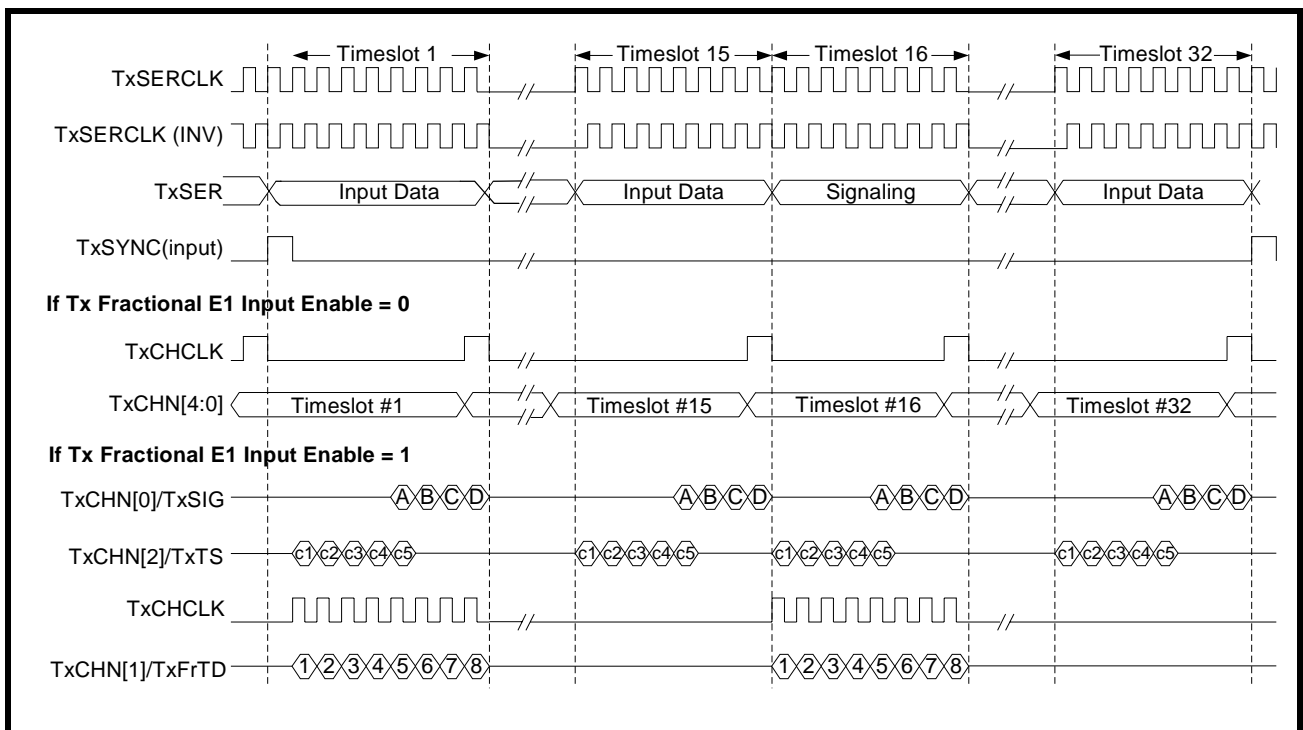 Timeslot 1 Timeslot 15 Timeslot 16 Timeslot 32
TxSERCLK
TxSERCLK (INV)
TxSER Input Data Input Data Signaling Input Data
TxSYNC(input)
If Tx Fractional E1 Input Enable = 0
TxCHCLK
TxCHN[4:0] Timeslot #1 Timeslot #15 Timeslot #16 Timeslot #32
If Tx Fractional E1 Input Enable = 1
TxCHN[0]/TxSIG A B C D A B C D A B C D A B C D
TxCHN[2]/TxTS c1 c2 c3 c4 c5 c1 c2 c3 c4 c5 c1 c2 c3 c4 c5 c1 c2 c3 c4 c5
TxCHCLK
TxCHN[1]/TxFrTD 1 2 3 4 5 6 7 8 1 2 3 4 5 6 7 8